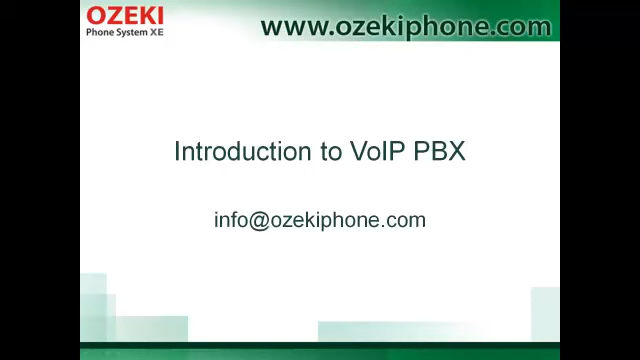 OZEKI
Phone System XE
www.ozekiphone.com
Introduction to VoIP PBX
info@ozekiphone.com